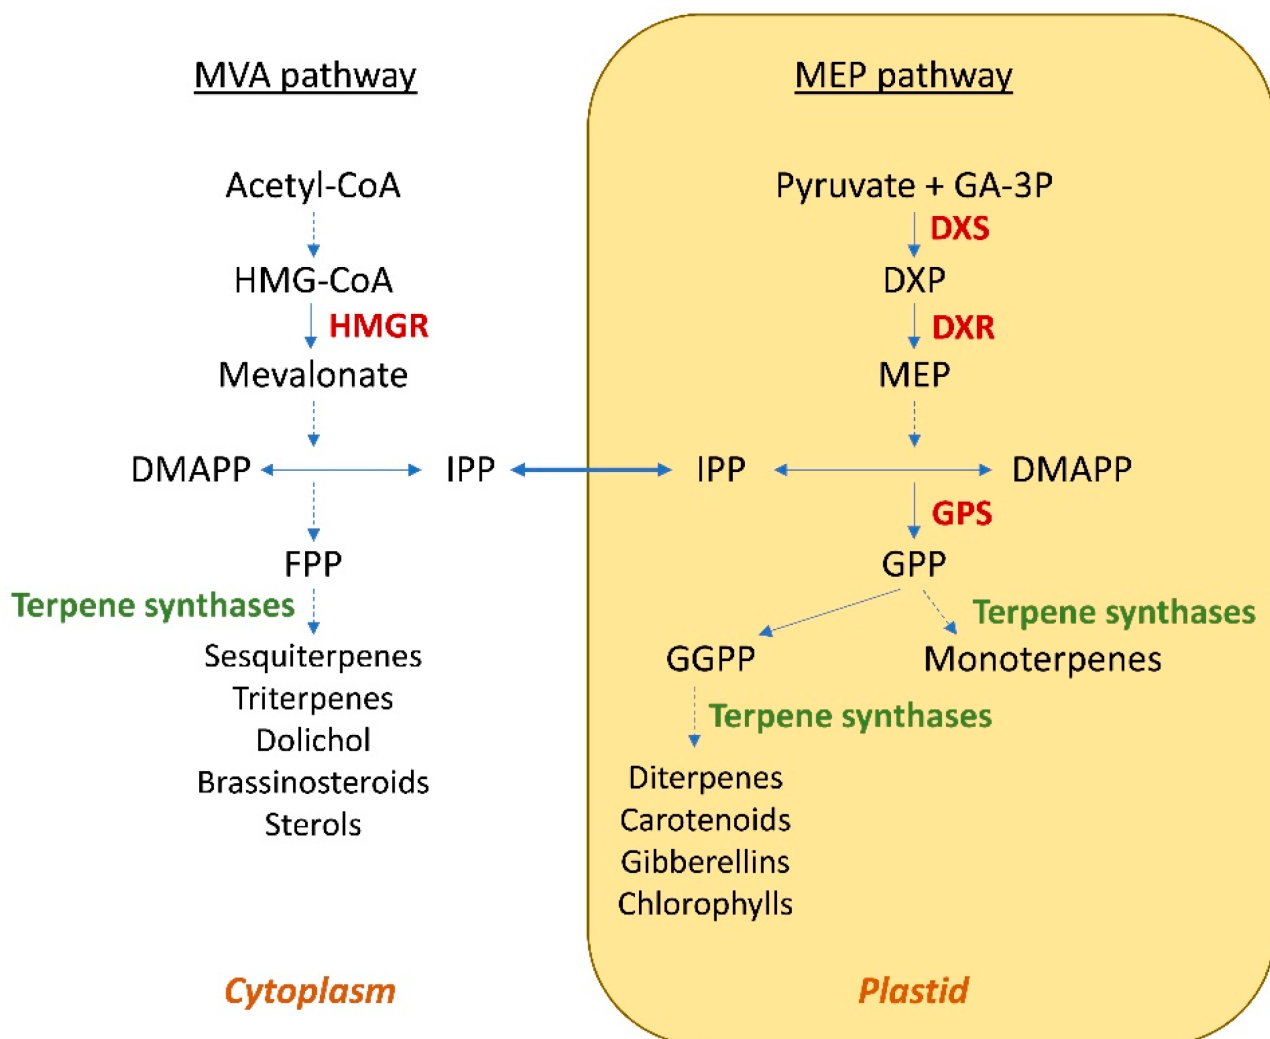 MVA pathway
Acetyl-CoA
HMG-CoA
HMGR
Mevalonate
DMAPP
IPP
FPP
Terpene synthases
Sesquiterpenes
Triterpenes
Dolichol
Brassinosteroids
Sterols
Cytoplasm
MEP pathway
Pyruvate + GA-3P
DXS
DXP
DXR
MEP
IPP
DMAPP
GPS
GPP
Terpene synthases
GGPP
Monoterpenes
Terpene synthases
Diterpenes
Carotenoids
Gibberellins
Chlorophylls
Plastid